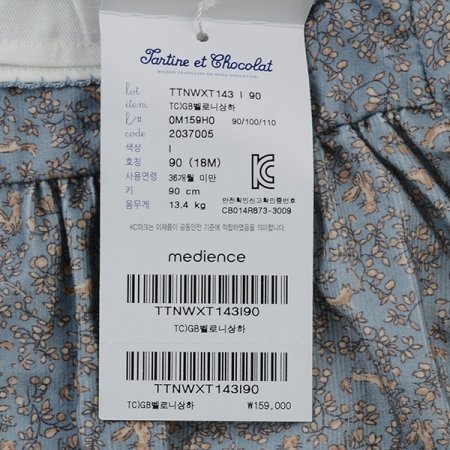 Tartine et Chocolat
MAISON FRANÇAISE DE MODE ENFANTINE
lot TTNWXT143 I 90
item TC)GB벨로니상하
l/# 0M159H0 90/100/110
code 2037005
색상 I
호칭 90 (18M)
사용연령 36개월 미만
키 90 cm
몸무게 13.4 kg
안전확인신고확인증번호
CB014R873-3009
KC마크는 이제품이 공통안전 기준에 적합하였음을 의미합니다.
medience
TTNWXT143I90
TC)GB벨로니상하
TTNWXT143I90
TC)GB벨로니상하 ₩159,000